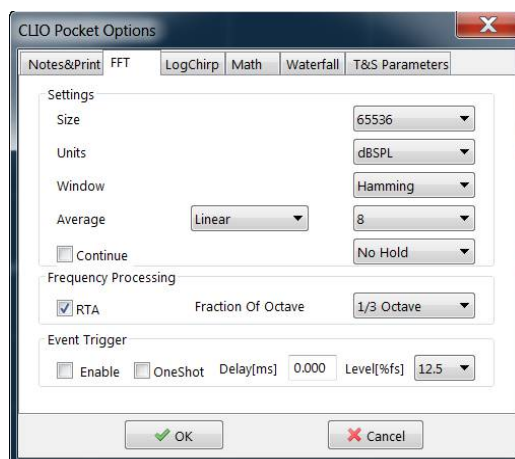 CLIO Pocket Options
Notes&Print FFT LogChirp Math Waterfall T&S Parameters
Settings
Size 65536
Units dBSPL
Window Hamming
Average Linear 8
Continue No Hold
Frequency Processing
RTA Fraction Of Octave 1/3 Octave
Event Trigger
Enable OneShot Delay[ms] 0.000 Level[%fs] 12.5
OK Cancel